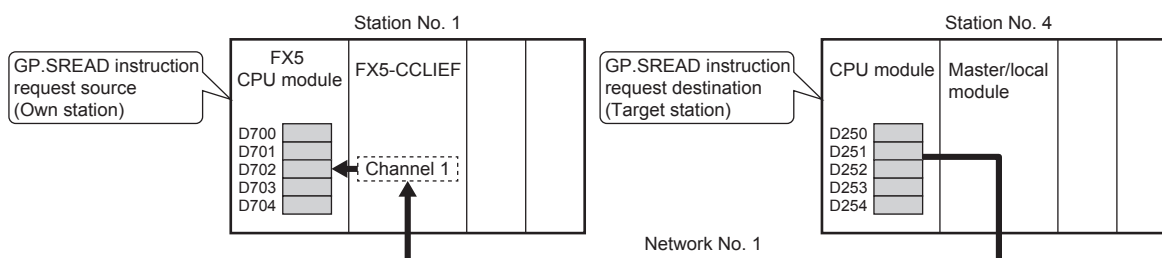 Station No. 1
GP.SREAD instruction
request source
(Own station)
FX5
CPU module
FX5-CCLIEF
D700
D701
D702
D703
D704
Channel 1
Station No. 4
GP.SREAD instruction
request destination
(Target station)
CPU module
Master/local
module
D250
D251
D252
D253
D254
Network No. 1